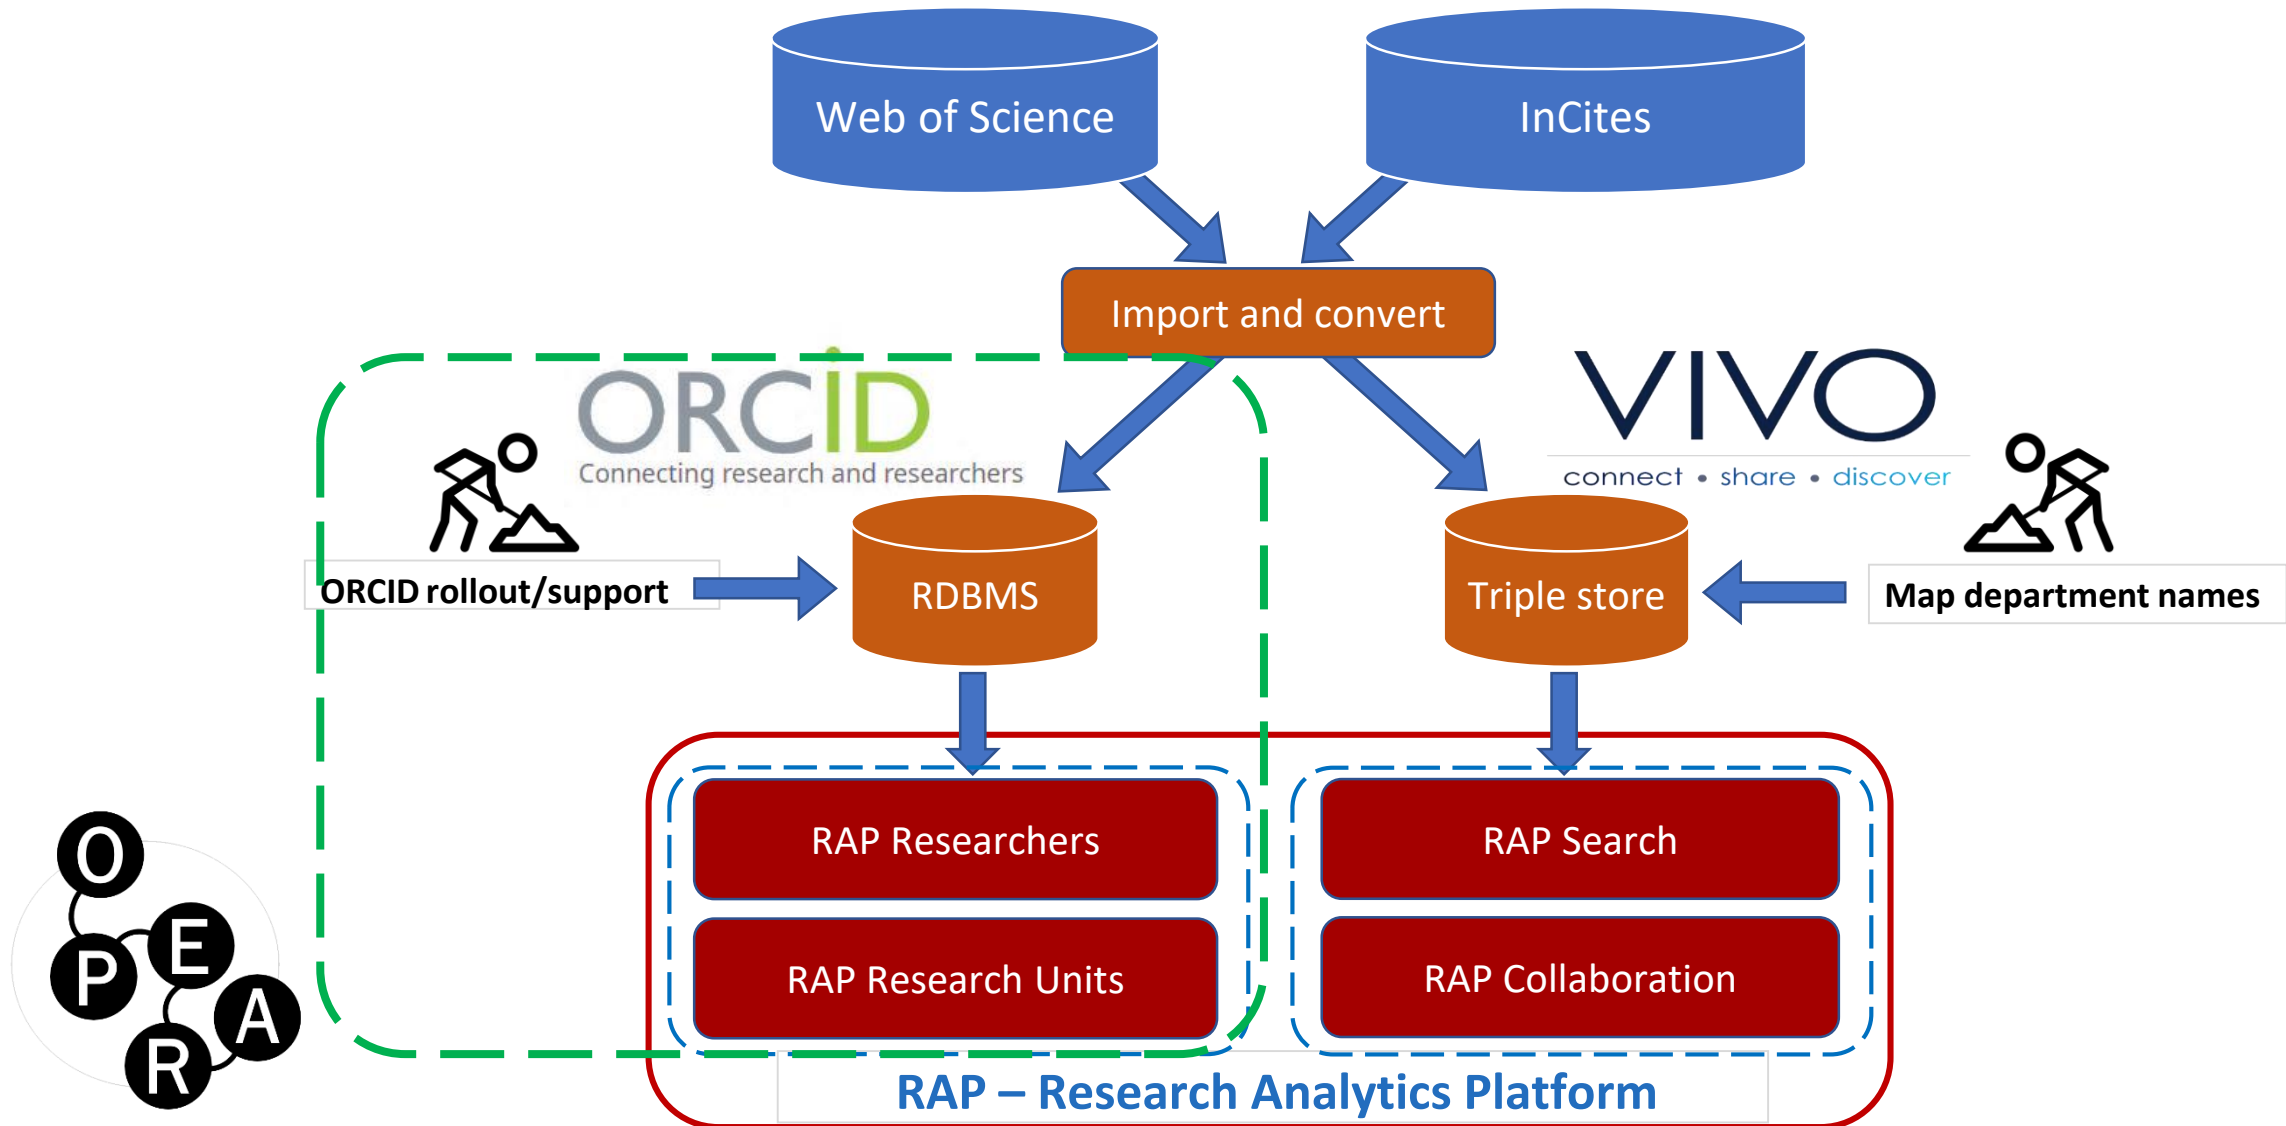 Web of Science
InCites
Import and convert
ORCiD
Connecting research and researchers
VIVO
connect • share • discover
ORCID rollout/support
RDBMS
Triple store
Map department names
RAP Researchers
RAP Search
RAP Research Units
RAP Collaboration
OPERA
RAP – Research Analytics Platform